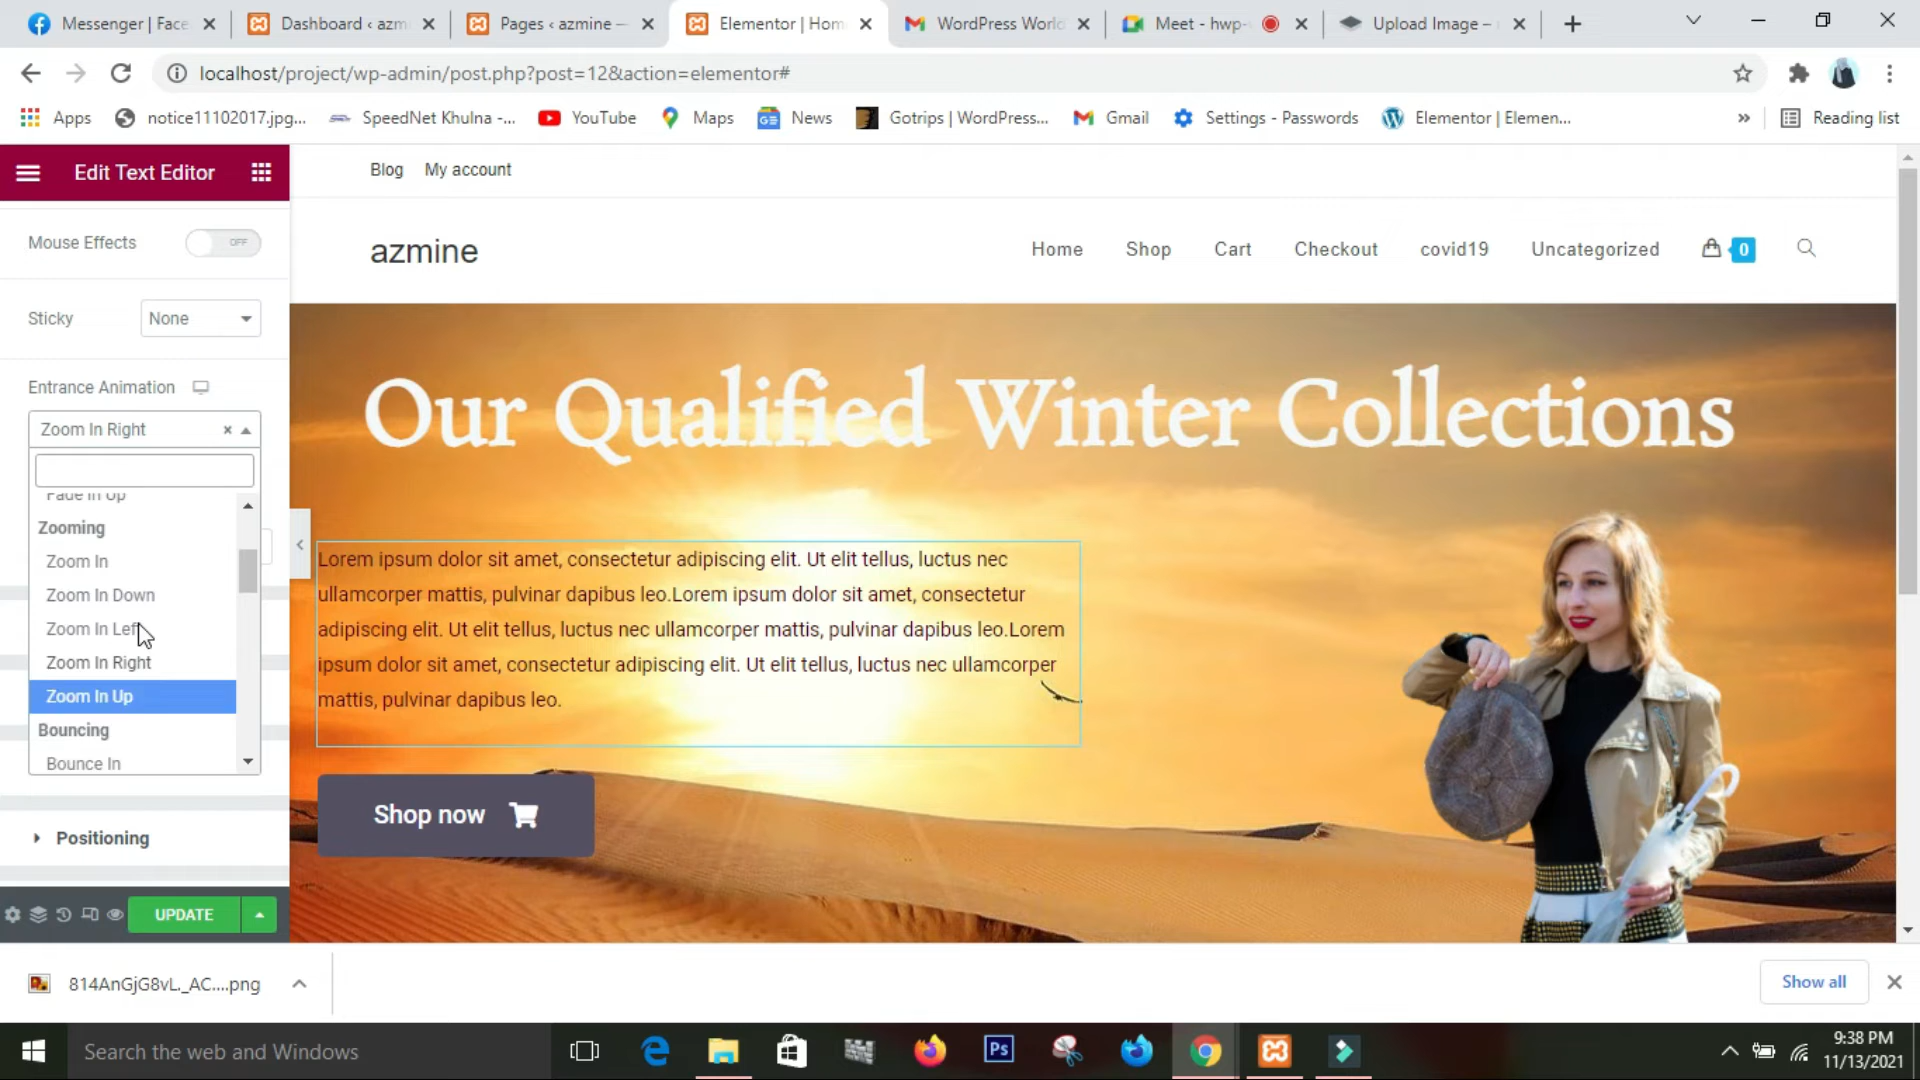 Messenger | Face
Dashboard ‹ azm
Pages ‹ azmine —
Elementor | Hom
WordPress World
Meet - hwp-
Upload Image –
localhost/project/wp-admin/post.php?post=12&action=elementor#
Apps
notice11102017.jpg...
SpeedNet Khulna -...
YouTube
Maps
News
Gotrips | WordPress...
Gmail
Settings - Passwords
Elementor | Elemen...
»
Reading list
Edit Text Editor
Blog
My account
Mouse Effects
OFF
azmine
Home
Shop
Cart
Checkout
covid19
Uncategorized
0
Sticky
None
Entrance Animation
Zoom In Right
Fade In Up
Zooming
Zoom In
Zoom In Down
Zoom In Left
Zoom In Right
Zoom In Up
Bouncing
Bounce In
Our Qualified Winter Collections
Lorem ipsum dolor sit amet, consectetur adipiscing elit. Ut elit tellus, luctus nec
ullamcorper mattis, pulvinar dapibus leo.Lorem ipsum dolor sit amet, consectetur
adipiscing elit. Ut elit tellus, luctus nec ullamcorper mattis, pulvinar dapibus leo.Lorem
ipsum dolor sit amet, consectetur adipiscing elit. Ut elit tellus, luctus nec ullamcorper
mattis, pulvinar dapibus leo.
Shop now
Positioning
UPDATE
814AnGjG8vL._AC....png
Show all
Search the web and Windows
Ps
9:38 PM
11/13/2021